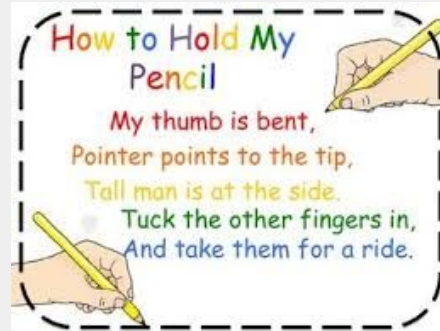 How to Hold My
Pencil
My thumb is bent,
Pointer points to the tip,
Tall man is at the side.
Tuck the other fingers in,
And take them for a ride.